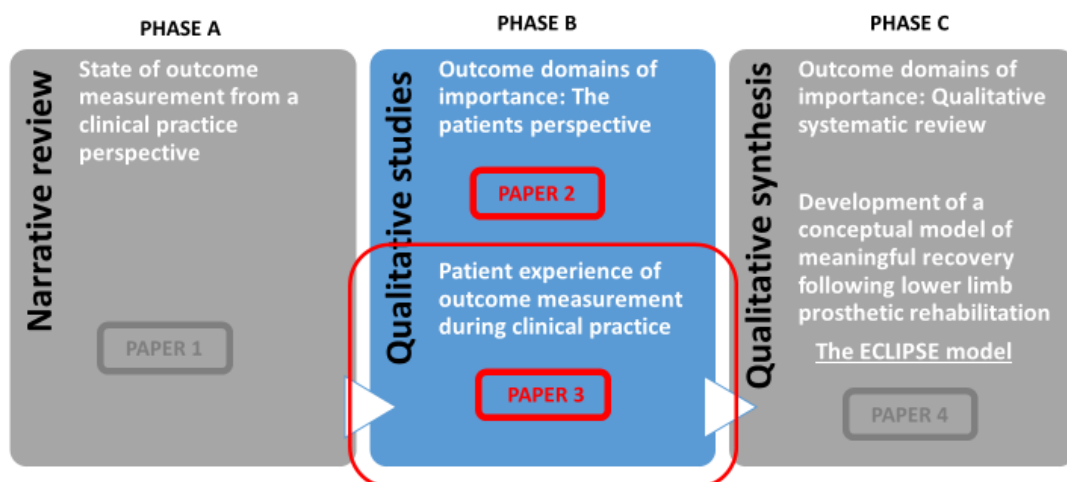 PHASE A
Narrative review
State of outcome
measurement from a
clinical practice
perspective
PAPER 1
PHASE B
Qualitative studies
Outcome domains of
importance: The
patients perspective
PAPER 2
Patient experience of
outcome measurement
during clinical practice
PAPER 3
PHASE C
Qualitative synthesis
Outcome domains of
importance: Qualitative
systematic review
Development of a
conceptual model of
meaningful recovery
following lower limb
prosthetic rehabilitation
The ECLIPSE model
PAPER 4